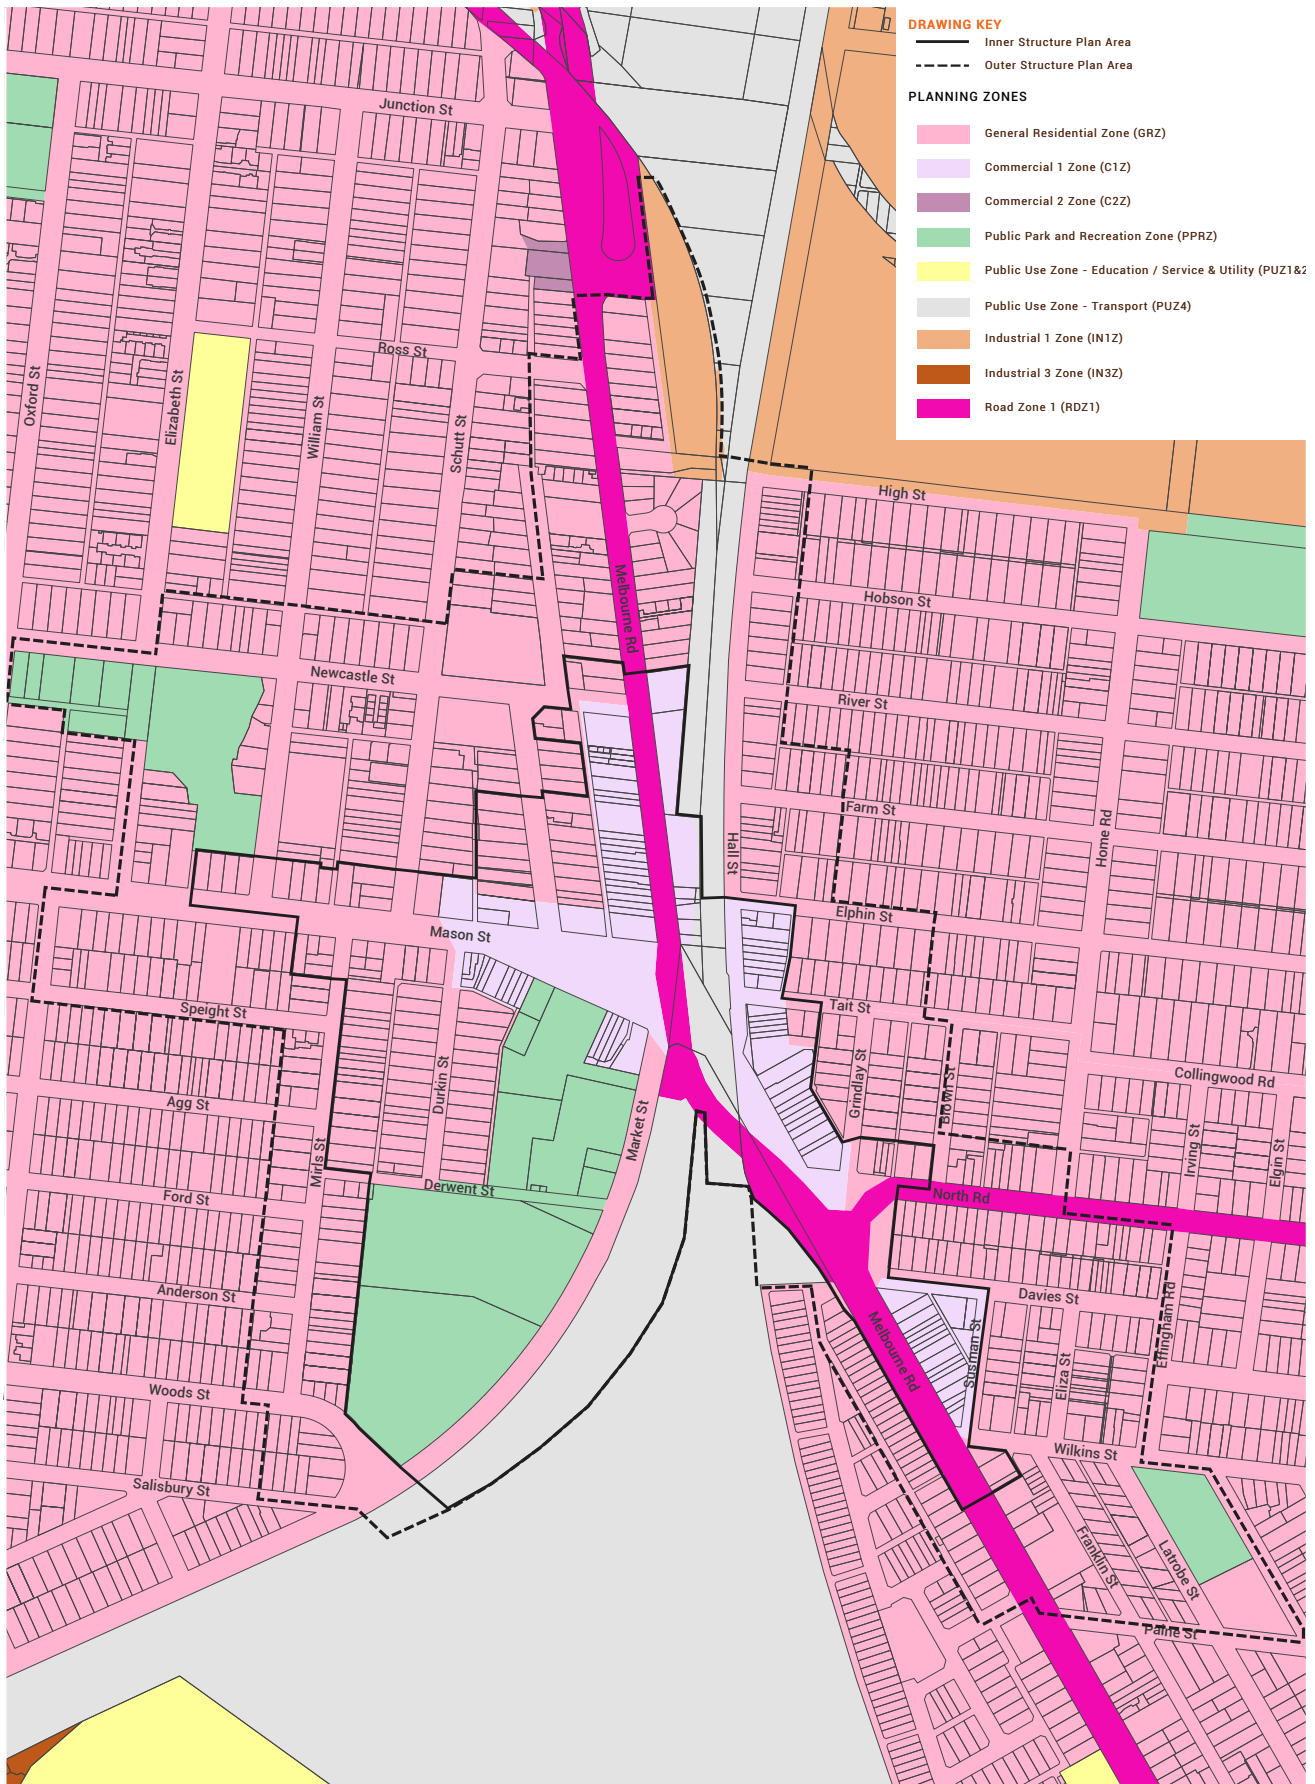 DRAWING KEY
Inner Structure Plan Area
Outer Structure Plan Area
PLANNING ZONES
General Residential Zone (GRZ)
Commercial 1 Zone (C1Z)
Commercial 2 Zone (C2Z)
Public Park and Recreation Zone (PPRZ)
Public Use Zone - Education / Service & Utility (PUZ1&2
Public Use Zone - Transport (PUZ4)
Industrial 1 Zone (IN1Z)
Industrial 3 Zone (IN3Z)
Road Zone 1 (RDZ1)
Junction St
Ross St
Oxford St
Elizabeth St
William St
Schutt St
High St
Melbourne Rd
Hobson St
Newcastle St
River St
Farm St
Hall St
Home Rd
Elphin St
Mason St
Speight St
Tait St
Durkin St
Grindlay St
Brown St
Collingwood Rd
Agg St
Market St
Mirls St
Irving St
Elgin St
Ford St
Derwent St
North Rd
Anderson St
Davies St
Melbourne Rd
Susman St
Effingham Rd
Eliza St
Woods St
Wilkins St
Salisbury St
Franklin St
Latrobe St
Paine St